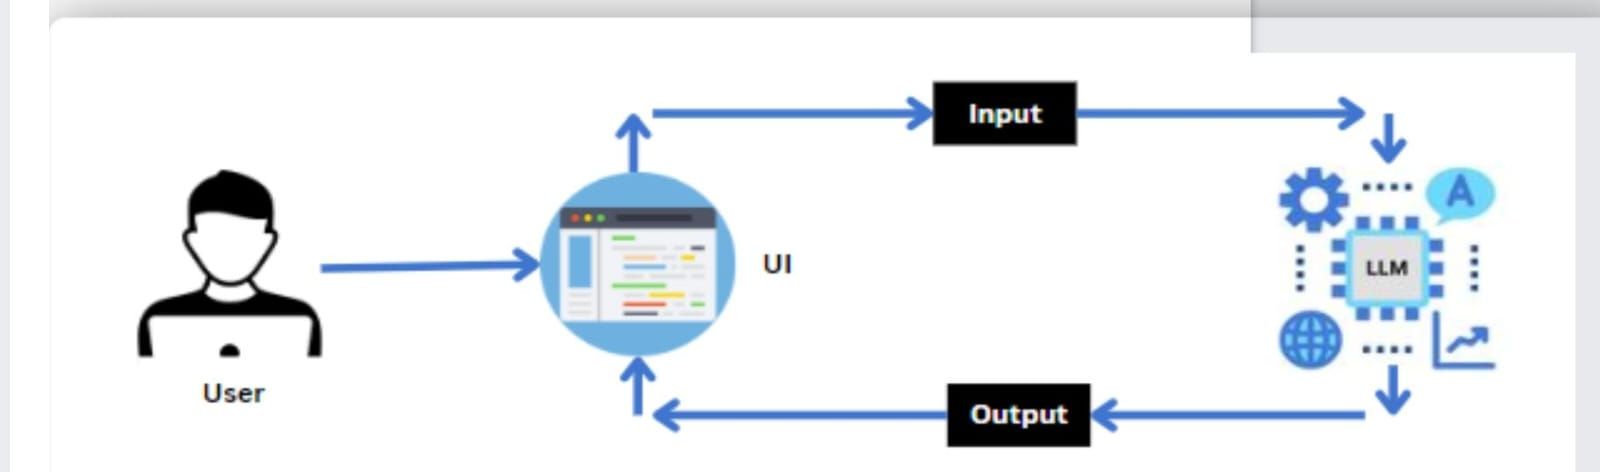 Input
A
UI
LLM
User
Output